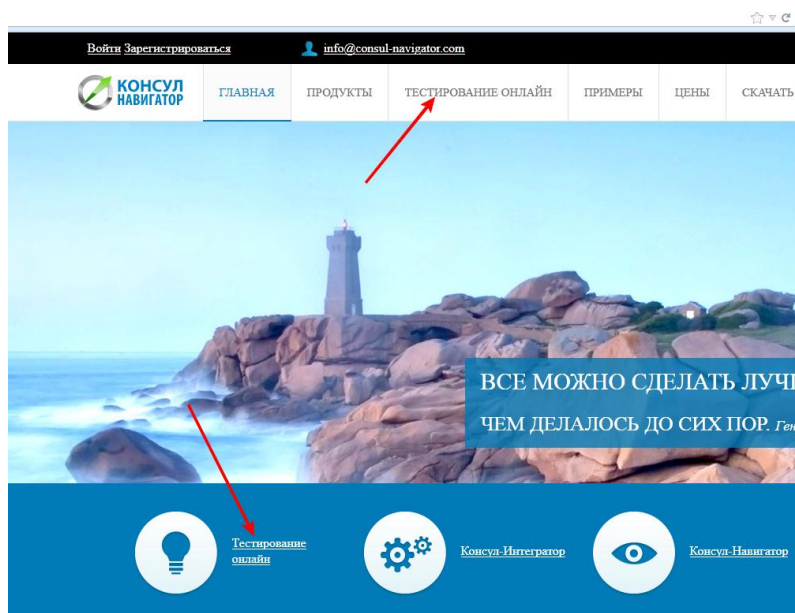 Войти Зарегистрироваться
info@consul-navigator.com
КОНСУЛ
НАВИГАТОР
ГЛАВНАЯ
ПРОДУКТЫ
ТЕСТИРОВАНИЕ ОНЛАЙН
ПРИМЕРЫ
ЦЕНЫ
СКАЧАТЬ
ВСЕ МОЖНО СДЕЛАТЬ
ЧЕМ ДЕЛАЛОСЬ ДО СИХ ПОР.
Тестирование
онлайн
Консул-Интегратор
Консул-Навигатор